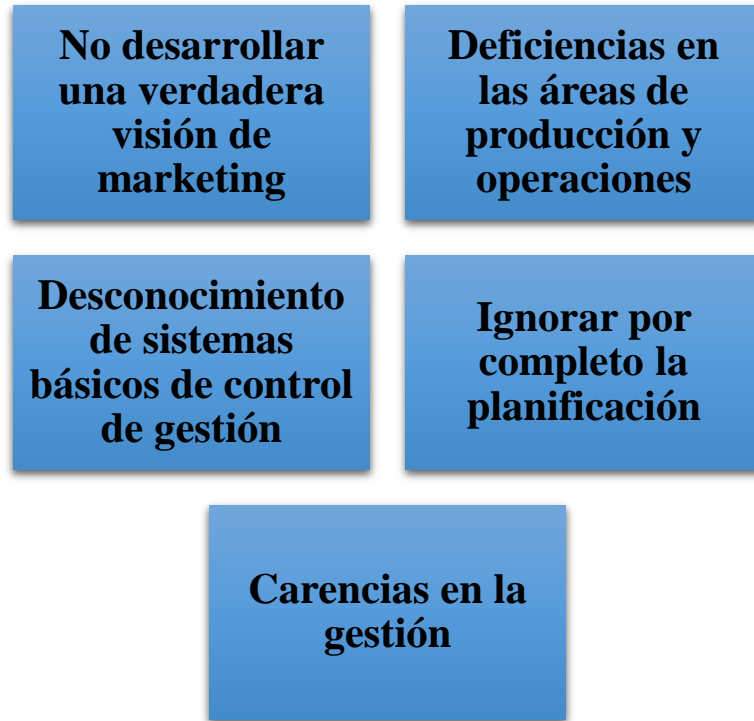 No desarrollar
una verdadera
visión de
marketing
Deficiencias en
las áreas de
producción y
operaciones
Desconocimiento
de sistemas
básicos de control
de gestión
Ignorar por
completo la
planificación
Carencias en la
gestión